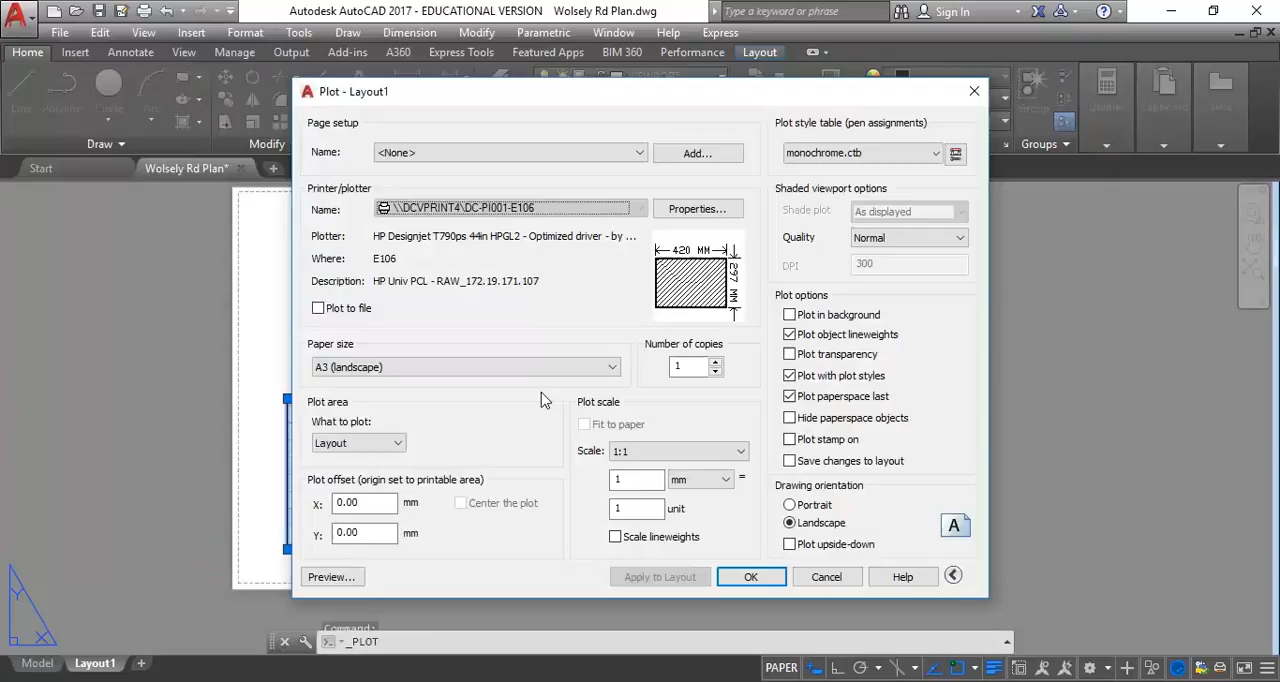 Autodesk AutoCAD 2017 - EDUCATIONAL VERSION Wolsely Rd Plan.dwg
Type a keyword or phrase
Sign In
File Edit View Insert Format Tools Draw Dimension Modify Parametric Window Help Express
Home Insert Annotate View Manage Output Add-ins A360 Express Tools Featured Apps BIM 360 Performance Layout
Line Polyline Circle Arc
Group
Draw
Modify
Groups
Start
Wolsely Rd Plan*
Plot - Layout1
Page setup
Name:
<None>
Add...
Printer/plotter
Name:
\\DCVPRINT4\DC-PI001-E106
Properties...
Plotter:
HP Designjet T790ps 44in HPGL2 - Optimized driver - by ...
Where:
E106
Description:
HP Univ PCL - RAW_172.19.171.107
Plot to file
420 MM
297 MM
Paper size
A3 (landscape)
Number of copies
1
Plot area
What to plot:
Layout
Plot offset (origin set to printable area)
X:
0.00
mm
Center the plot
Y:
0.00
mm
Plot scale
Fit to paper
Scale:
1:1
1
mm
=
1
unit
Scale lineweights
Plot style table (pen assignments)
monochrome.ctb
Shaded viewport options
Shade plot
As displayed
Quality
Normal
DPI
300
Plot options
Plot in background
Plot object lineweights
Plot transparency
Plot with plot styles
Plot paperspace last
Hide paperspace objects
Plot stamp on
Save changes to layout
Drawing orientation
Portrait
Landscape
Plot upside-down
A
Preview...
Apply to Layout
OK
Cancel
Help
Command:
_PLOT
Y
X
Model
Layout1
PAPER